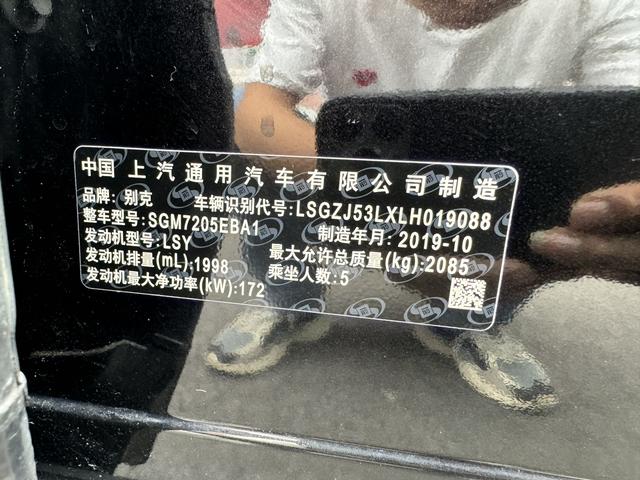 中国 上汽通用汽车有限公司制造
品牌: 别克 车辆识别代号:LSGZJ53LXLH019088
整车型号:SGM7205EBA1 制造年月: 2019-10
发动机型号:LSY 最大允许总质量(kg):2085
发动机排量(mL):1998 乘坐人数:5
发动机最大净功率(kW):172